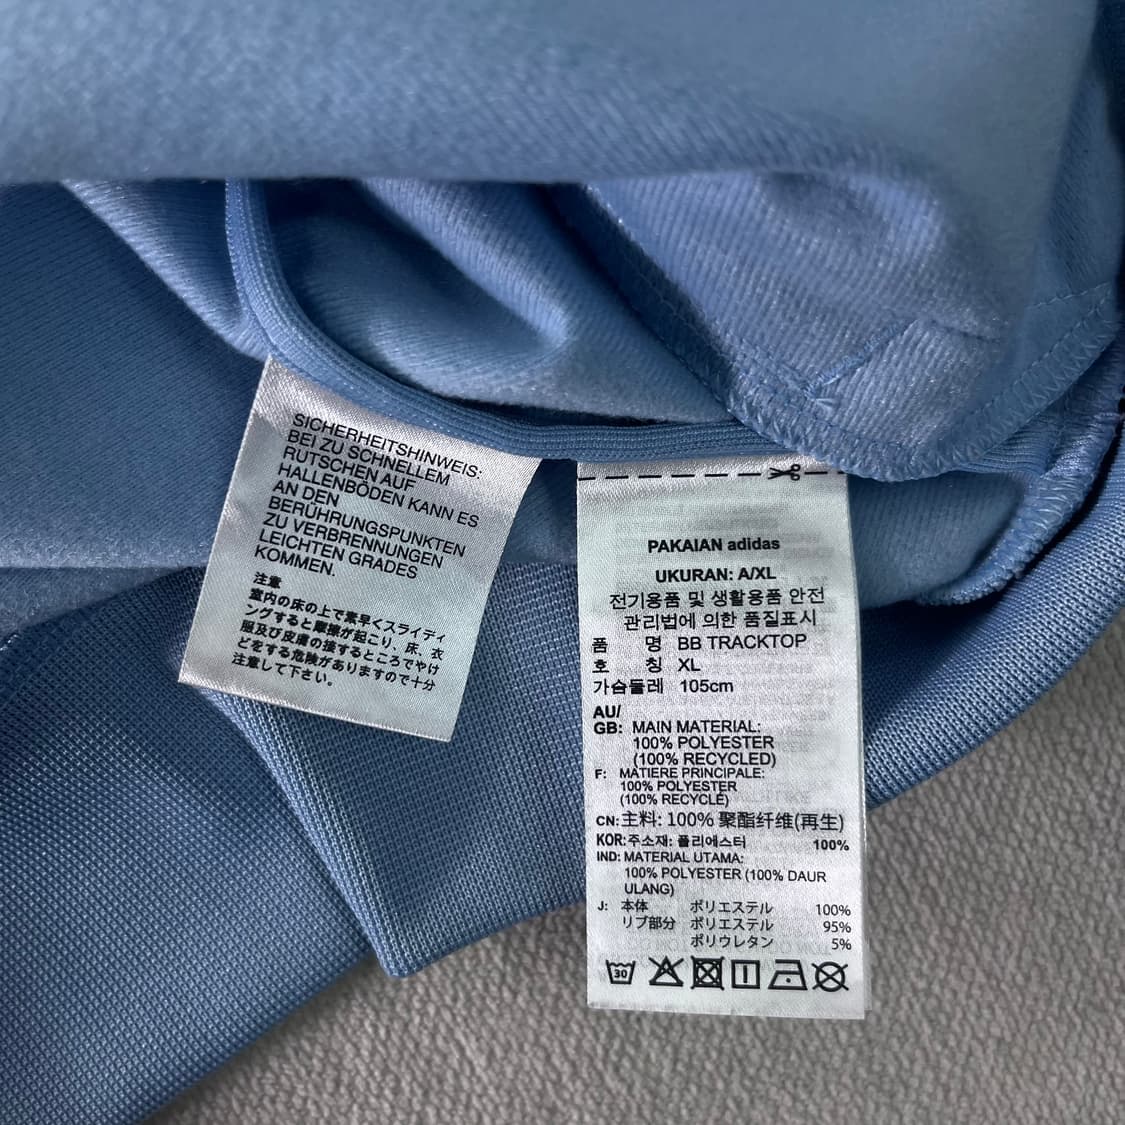 SICHERHEITSHINWEIS:
BEI ZU SCHNELLEM
RUTSCHEN AUF
HALLENBÖDEN KANN ES
AN DEN
BERÜHRUNGSPUNKTEN
ZU VERBRENNUNGEN
LEICHTEN GRADES
KOMMEN.
注意
室内の床の上で素早くスライディ
ングすると摩擦が起こり、床、衣
服及び皮膚の接するところでやけ
どをする危険がありますので十分
注意して下さい。
PAKAIAN adidas
UKURAN: A/XL
전기용품 및 생활용품 안전
관리법에 의한 품질표시
품 명 BB TRACKTOP
호 칭 XL
가슴둘레 105cm
AU/
GB: MAIN MATERIAL:
100% POLYESTER
(100% RECYCLED)
F: MATIERE PRINCIPALE:
100% POLYESTER
(100% RECYCLÉ)
CN: 主料: 100% 聚酯纤维(再生)
KOR: 주소재: 폴리에스터 100%
IND: MATERIAL UTAMA:
100% POLYESTER (100% DAUR
ULANG)
J: 本体 ポリエステル 100%
リブ部分 ポリエステル 95%
ポリウレタン 5%
30